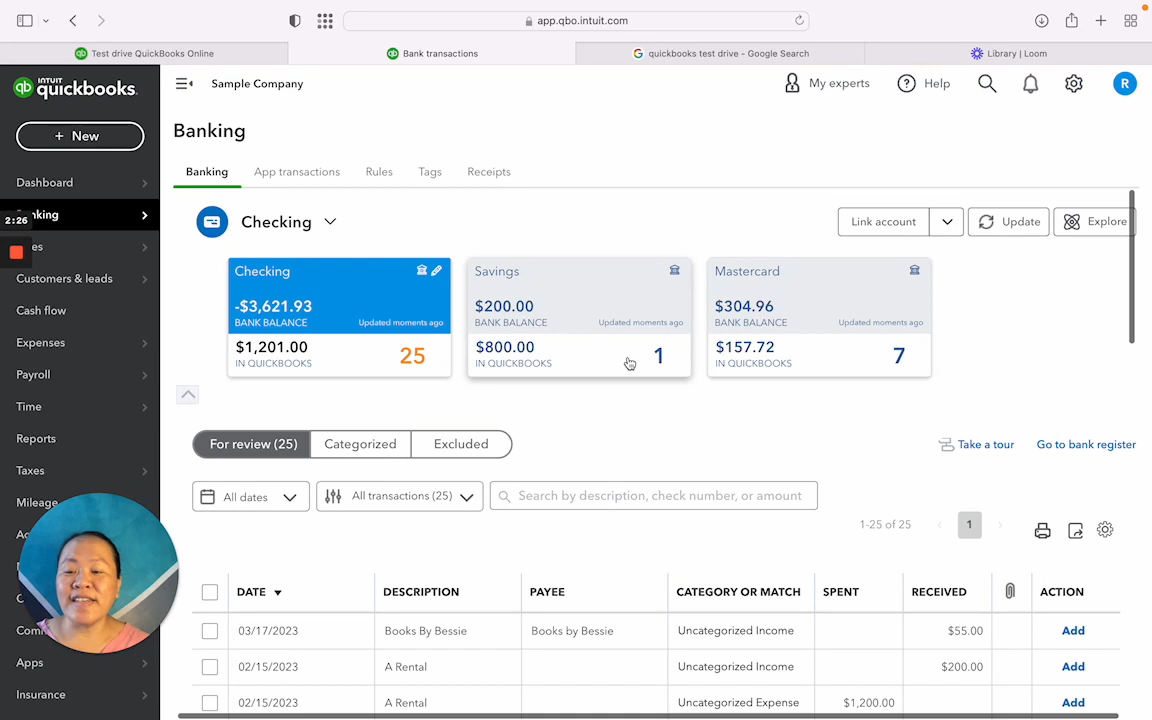 app.qbo.intuit.com
Test drive QuickBooks Online
Bank transactions
quickbooks test drive - Google Search
Library | Loom
INTUIT
quickbooks.
Sample Company
My experts
Help
R
+ New
Banking
Dashboard
Banking App transactions Rules Tags Receipts
2:26
Customers & leads
Cash flow
Expenses
Payroll
Time
Reports
Taxes
Mileage
Apps
Insurance
Checking
Link account
Update
Explore
Checking
-$3,621.93
BANK BALANCE Updated moments ago
$1,201.00
IN QUICKBOOKS
25
Savings
$200.00
BANK BALANCE Updated moments ago
$800.00
IN QUICKBOOKS
1
Mastercard
$304.96
BANK BALANCE Updated moments ago
$157.72
IN QUICKBOOKS
7
For review (25) Categorized Excluded
Take a tour
Go to bank register
All dates
All transactions (25)
Search by description, check number, or amount
1-25 of 25
1
DATE DESCRIPTION PAYEE CATEGORY OR MATCH SPENT RECEIVED ACTION
03/17/2023 Books By Bessie Books by Bessie Uncategorized Income $55.00 Add
02/15/2023 A Rental Uncategorized Income $200.00 Add
02/15/2023 A Rental Uncategorized Expense $1,200.00 Add